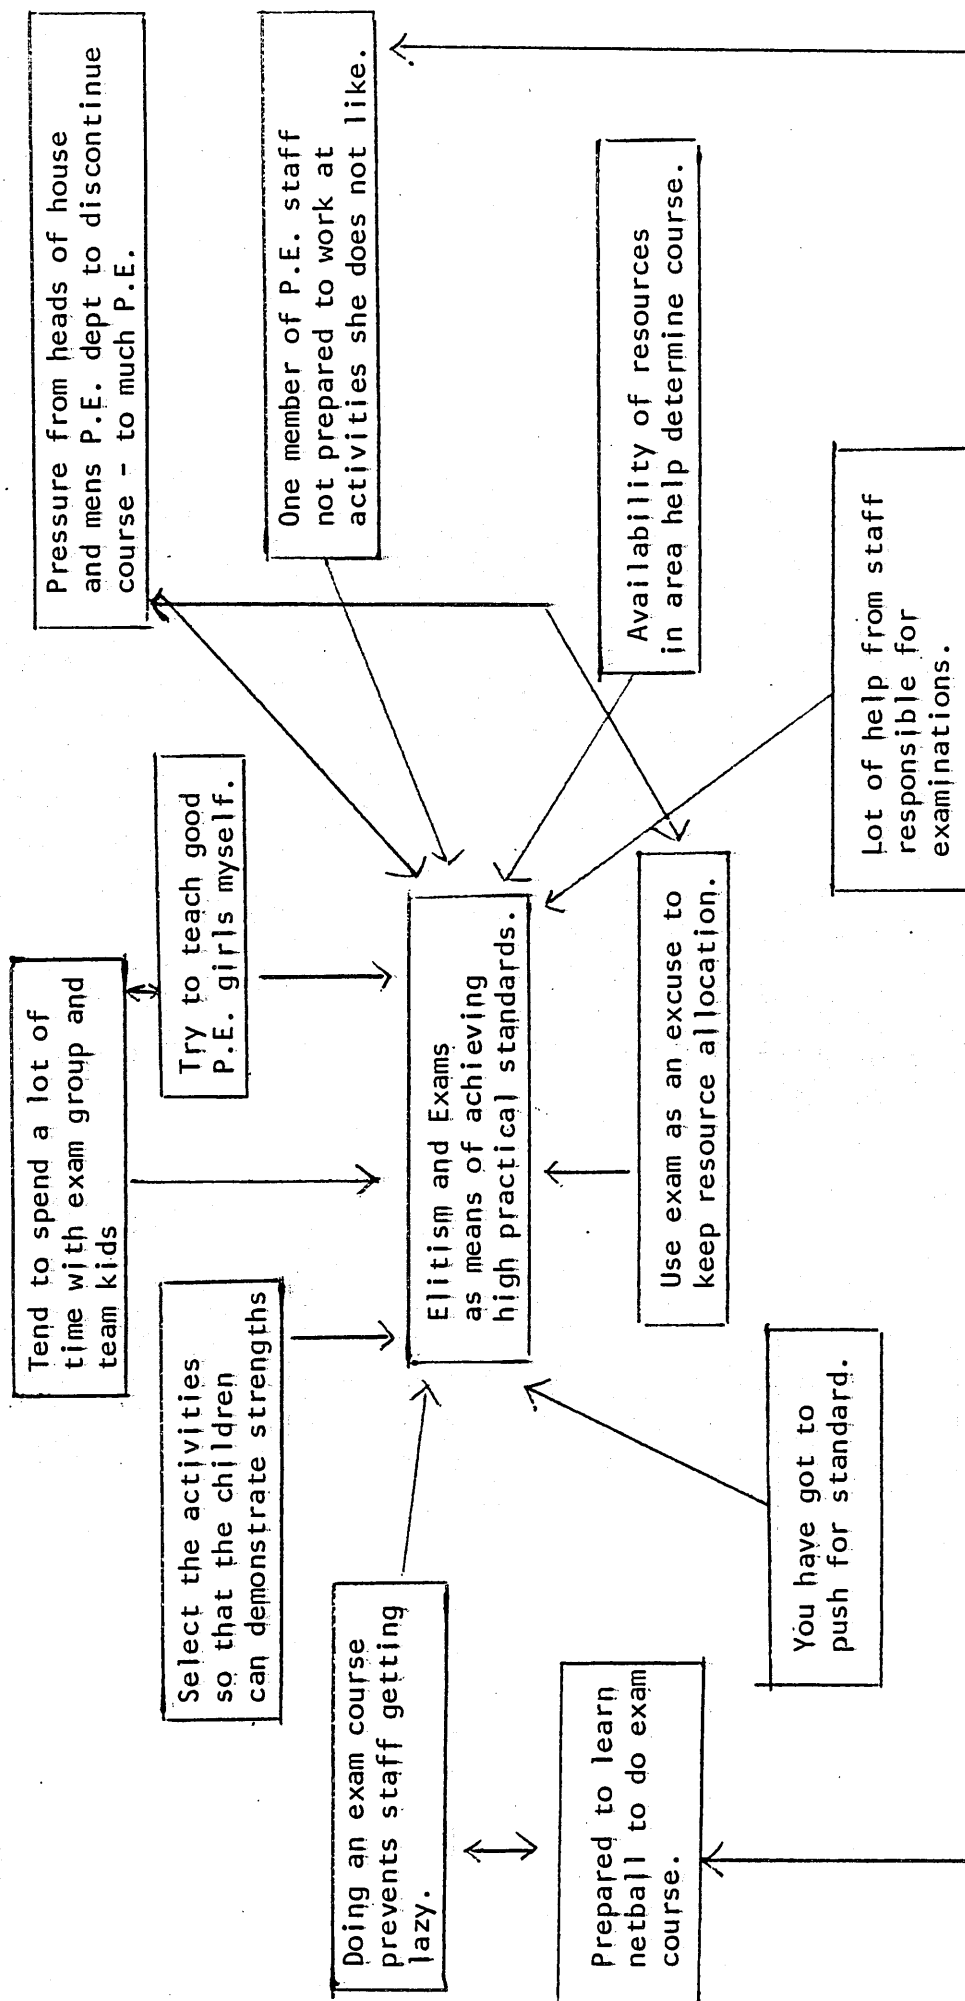 Tend to spend a lot of
time with exam group and
team kids
Pressure from heads of house
and mens P.E. dept to discontinue
course - to much P.E.
Select the activities
so that the children
can demonstrate strengths
Try to teach good
P.E. girls myself.
One member of P.E. staff
not prepared to work at
activities she does not like.
Doing an exam course
prevents staff getting
lazy.
Elitism and Exams
as means of achieving
high practical standards.
Availability of resources
in area help determine course.
Prepared to learn
netball to do exam
course.
Use exam as an excuse to
keep resource allocation.
You have got to
push for standard.
Lot of help from staff
responsible for
examinations.